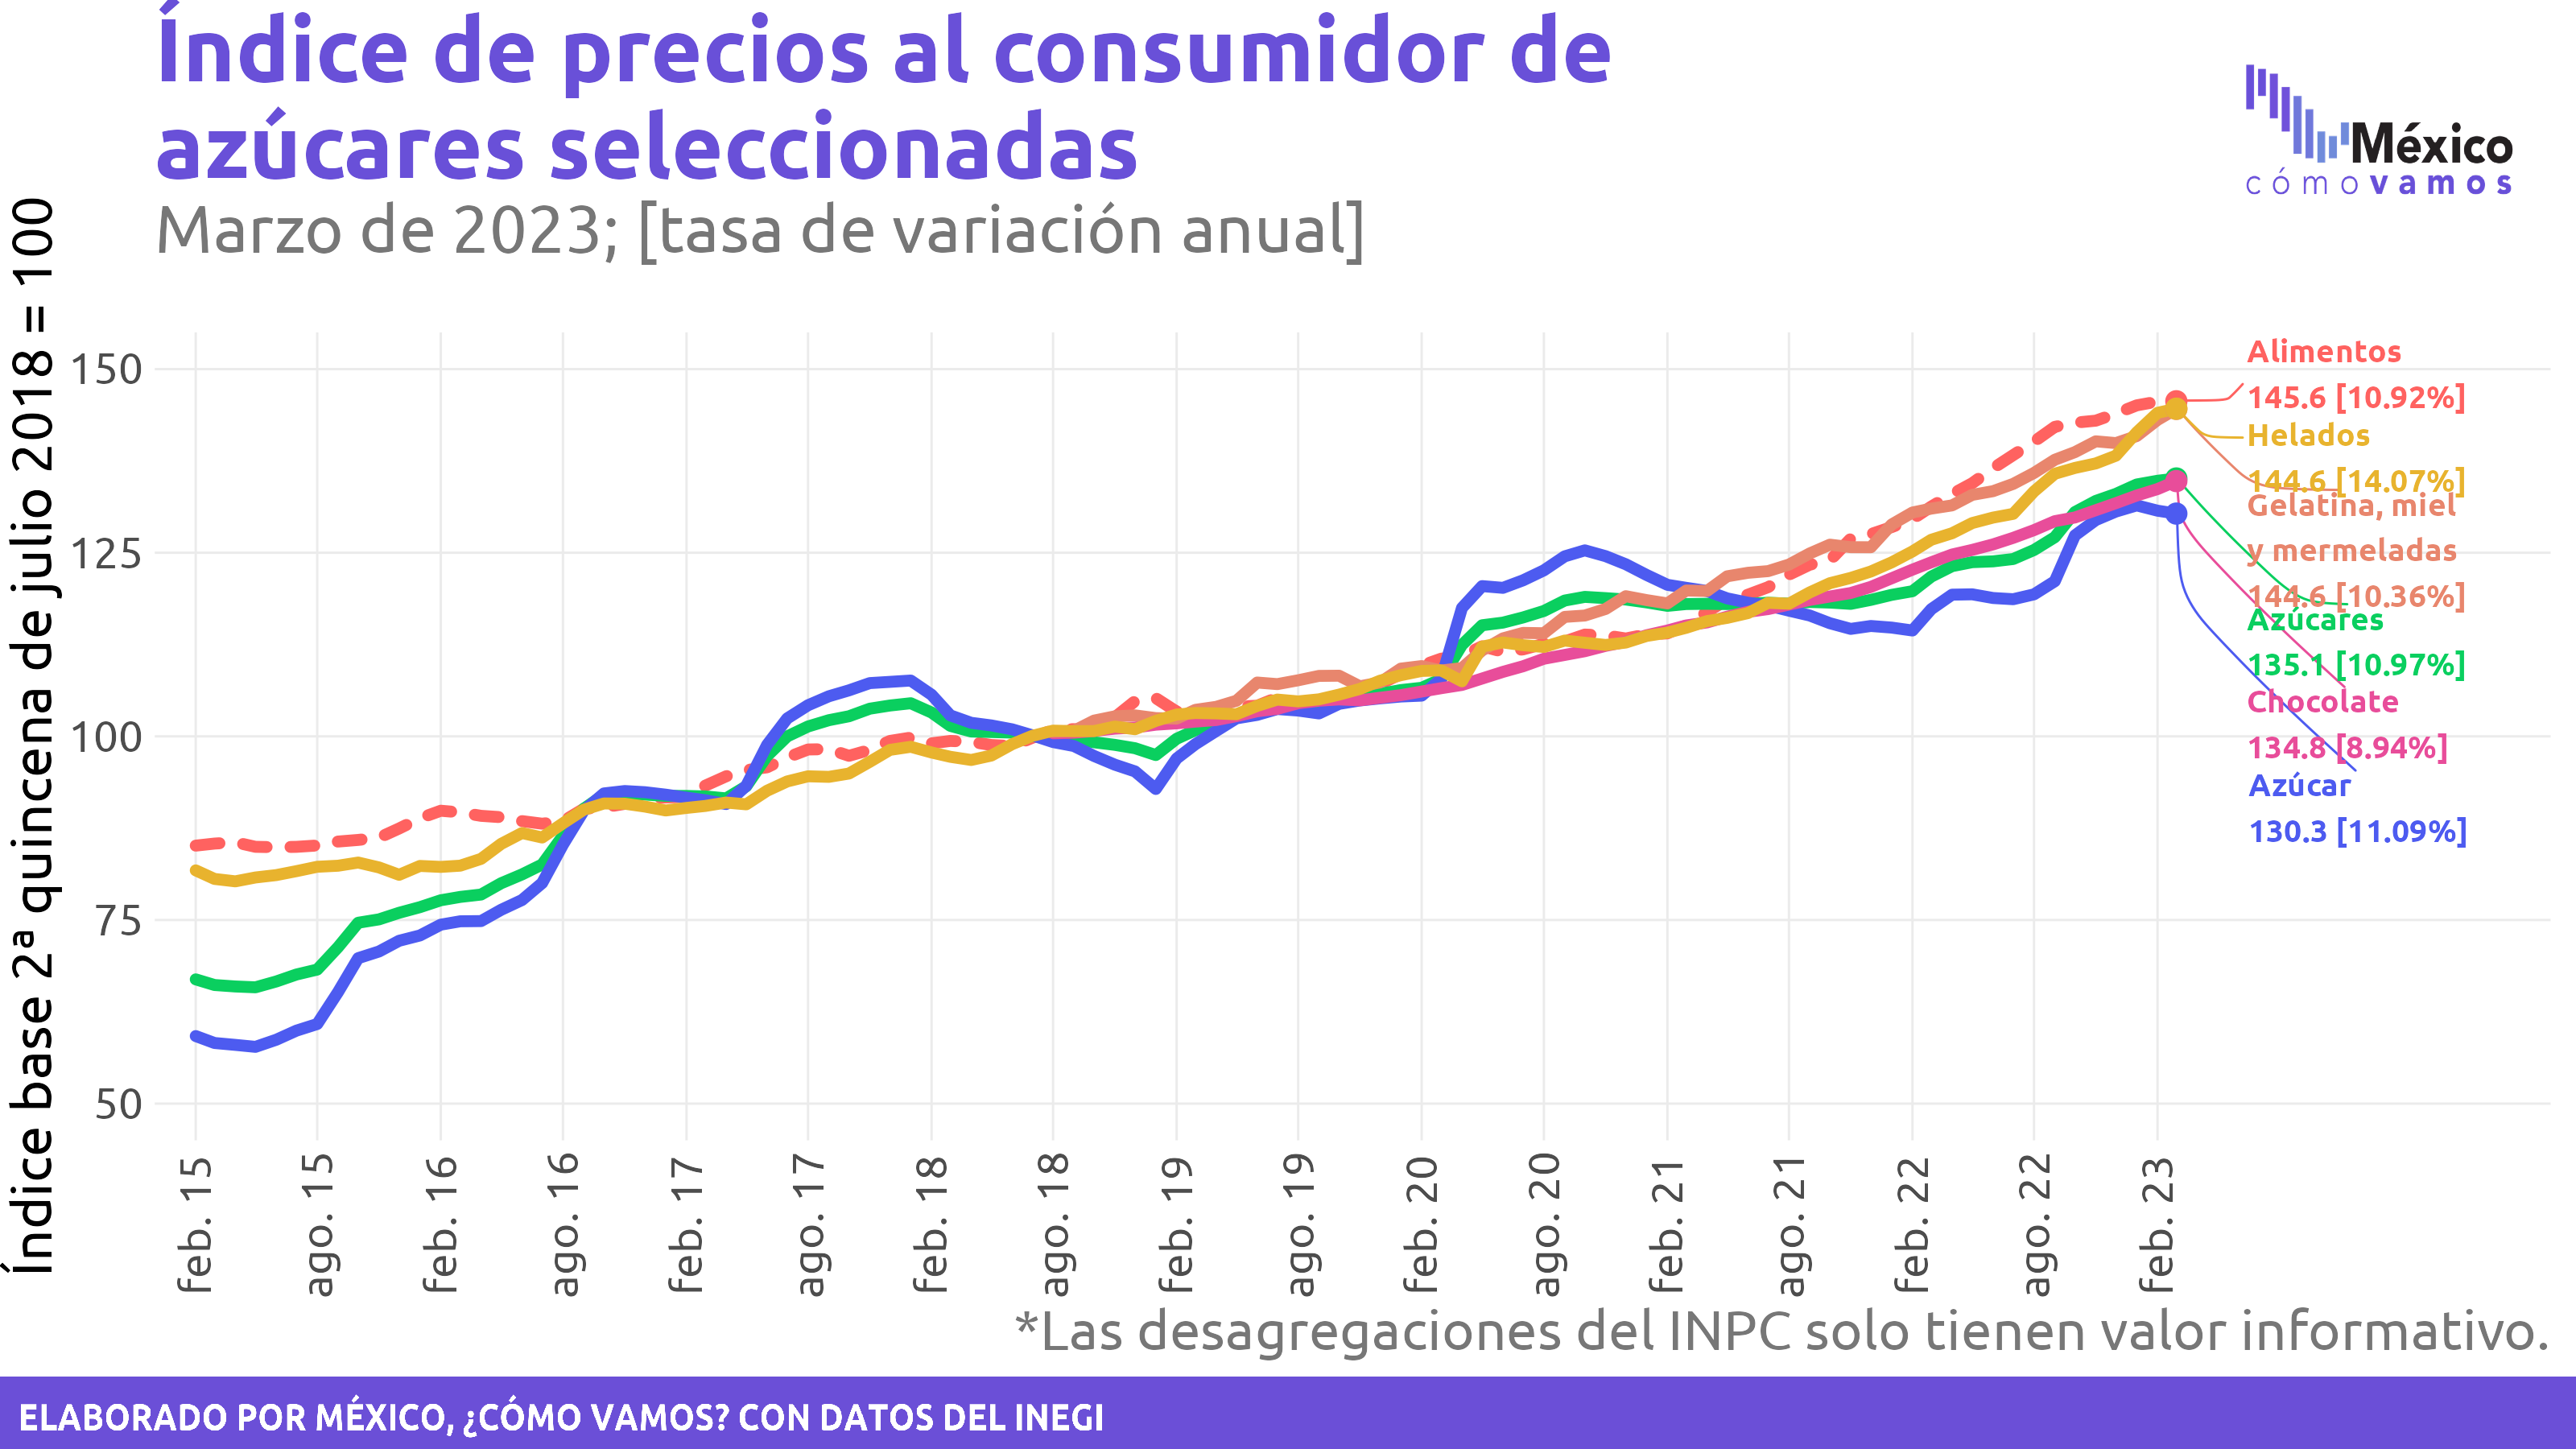 Índice de precios al consumidor de
azúcares seleccionadas
Marzo de 2023; [tasa de variación anual]
México
cómo vamos
Índice base 2ª quincena de julio 2018 = 100
150
125
100
75
50
Alimentos
145.6 [10.92%]
Helados
144.6 [14.07%]
Gelatina, miel
y mermeladas
144.6 [10.36%]
Azúcares
135.1 [10.97%]
Chocolate
134.8 [8.94%]
Azúcar
130.3 [11.09%]
feb. 15
ago. 15
feb. 16
ago. 16
feb. 17
ago. 17
feb. 18
ago. 18
feb. 19
ago. 19
feb. 20
ago. 20
feb. 21
ago. 21
feb. 22
ago. 22
feb. 23
*Las desagregaciones del INPC solo tienen valor informativo.
ELABORADO POR MÉXICO, ¿CÓMO VAMOS? CON DATOS DEL INEGI